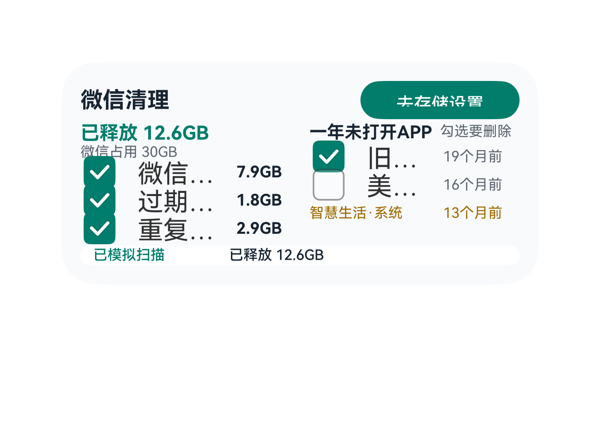 微信清理
去存储设置
已释放 12.6GB
微信占用 30GB
微信… 7.9GB
过期… 1.8GB
重复… 2.9GB
一年未打开APP 勾选要删除
旧… 19个月前
美… 16个月前
智慧生活·系统 13个月前
已模拟扫描 已释放 12.6GB